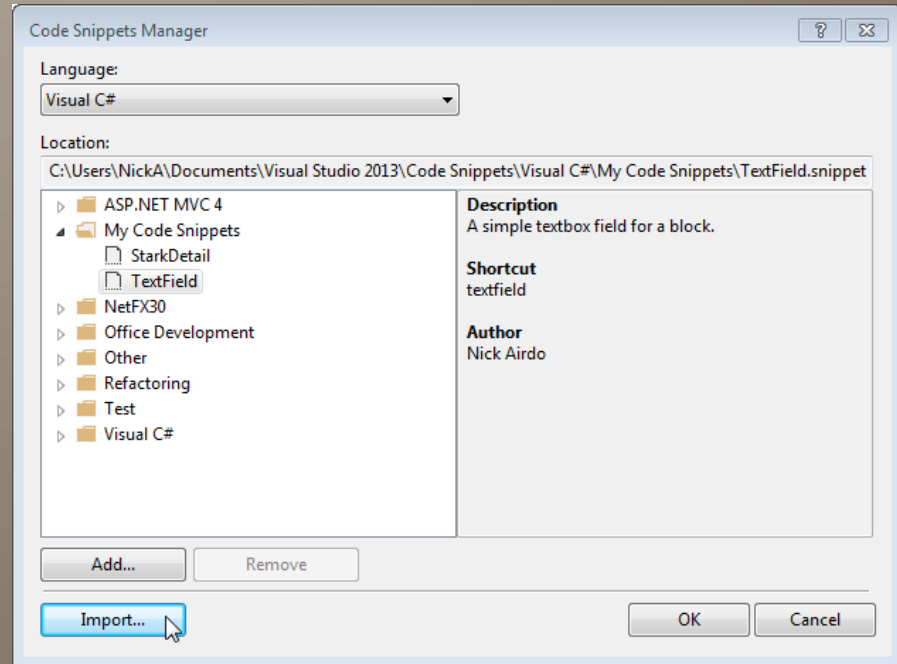 Code Snippets Manager
Language:
Visual C#
Location:
C:\Users\NickA\Documents\Visual Studio 2013\Code Snippets\Visual C#\My Code Snippets\TextField.snippet
ASP.NET MVC 4
My Code Snippets
StarkDetail
TextField
NetFX30
Office Development
Other
Refactoring
Test
Visual C#
Description
A simple textbox field for a block.
Shortcut
textfield
Author
Nick Airdo
Add...
Remove
Import...
OK
Cancel